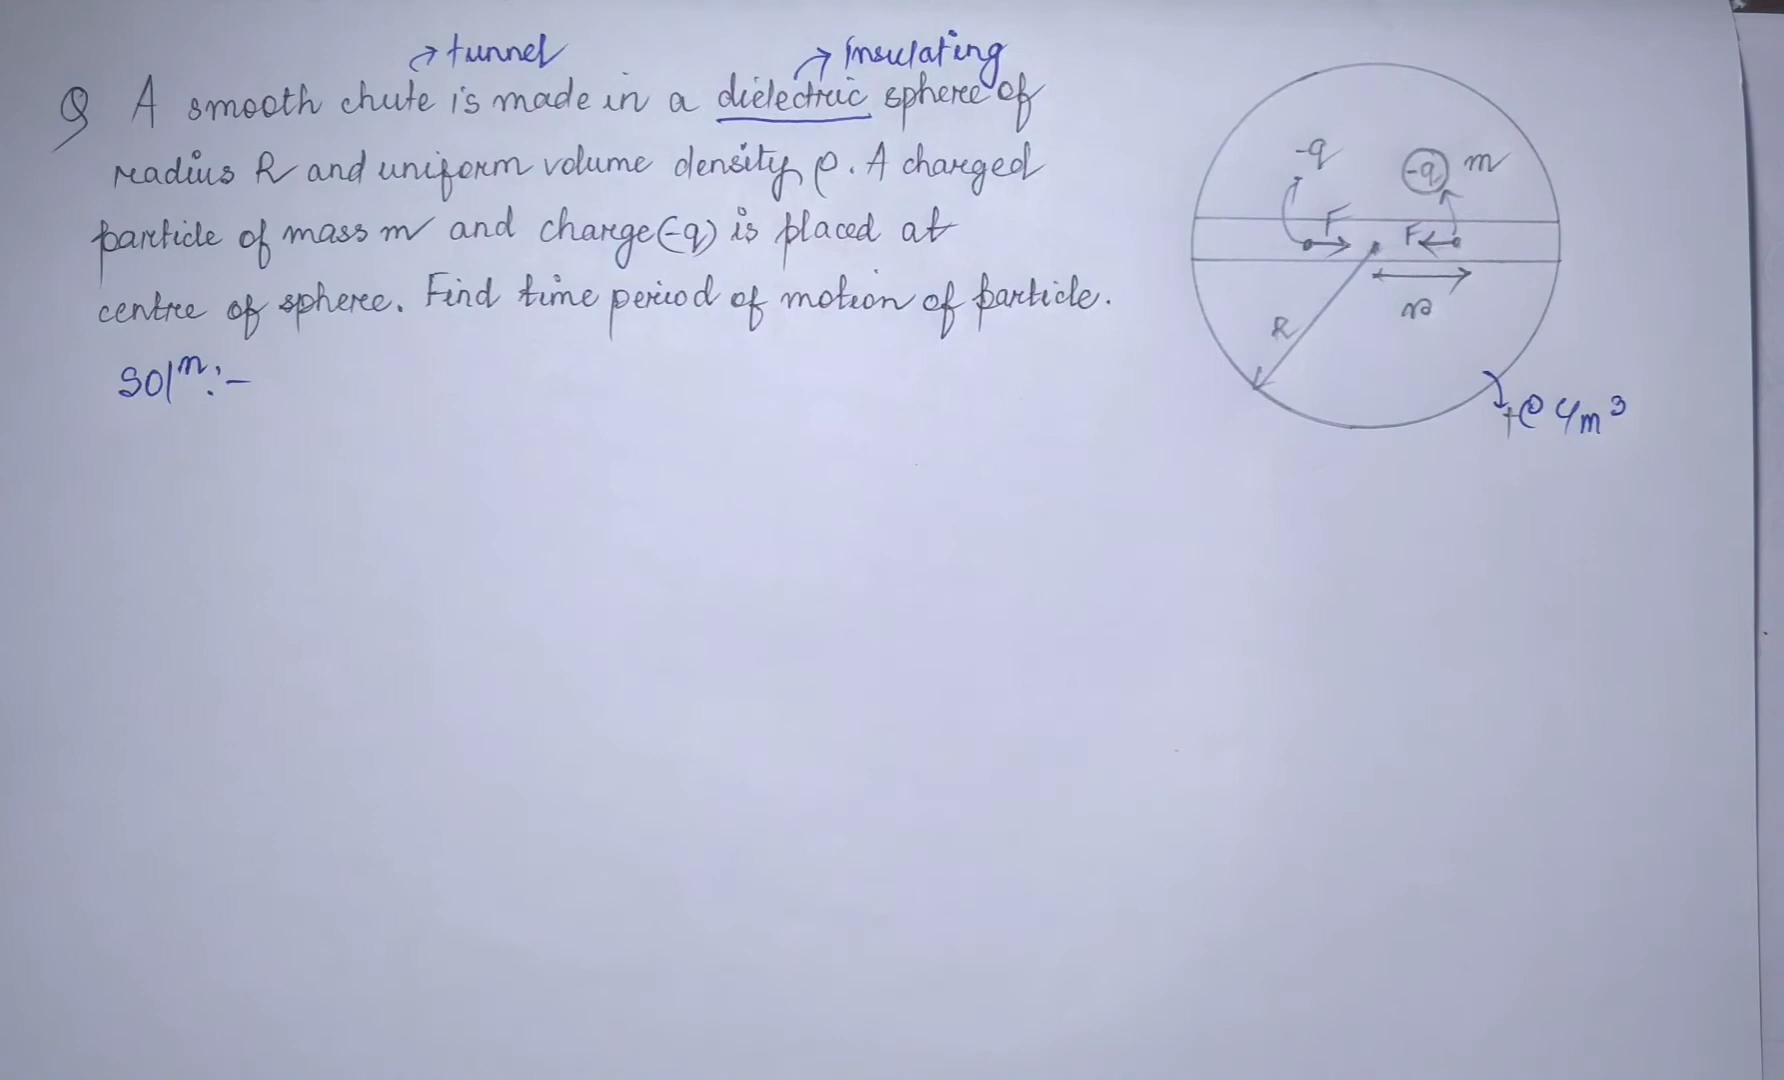 → tunnel
→ Insulating
Q A smooth chute is made in a dielectric sphere of
radius R and uniform volume density ρ. A charged
particle of mass m and charge (-q) is placed at
centre of sphere. Find time period of motion of particle.
Solⁿ:-
-q
-q m
F
F
R
+ρ C/m³